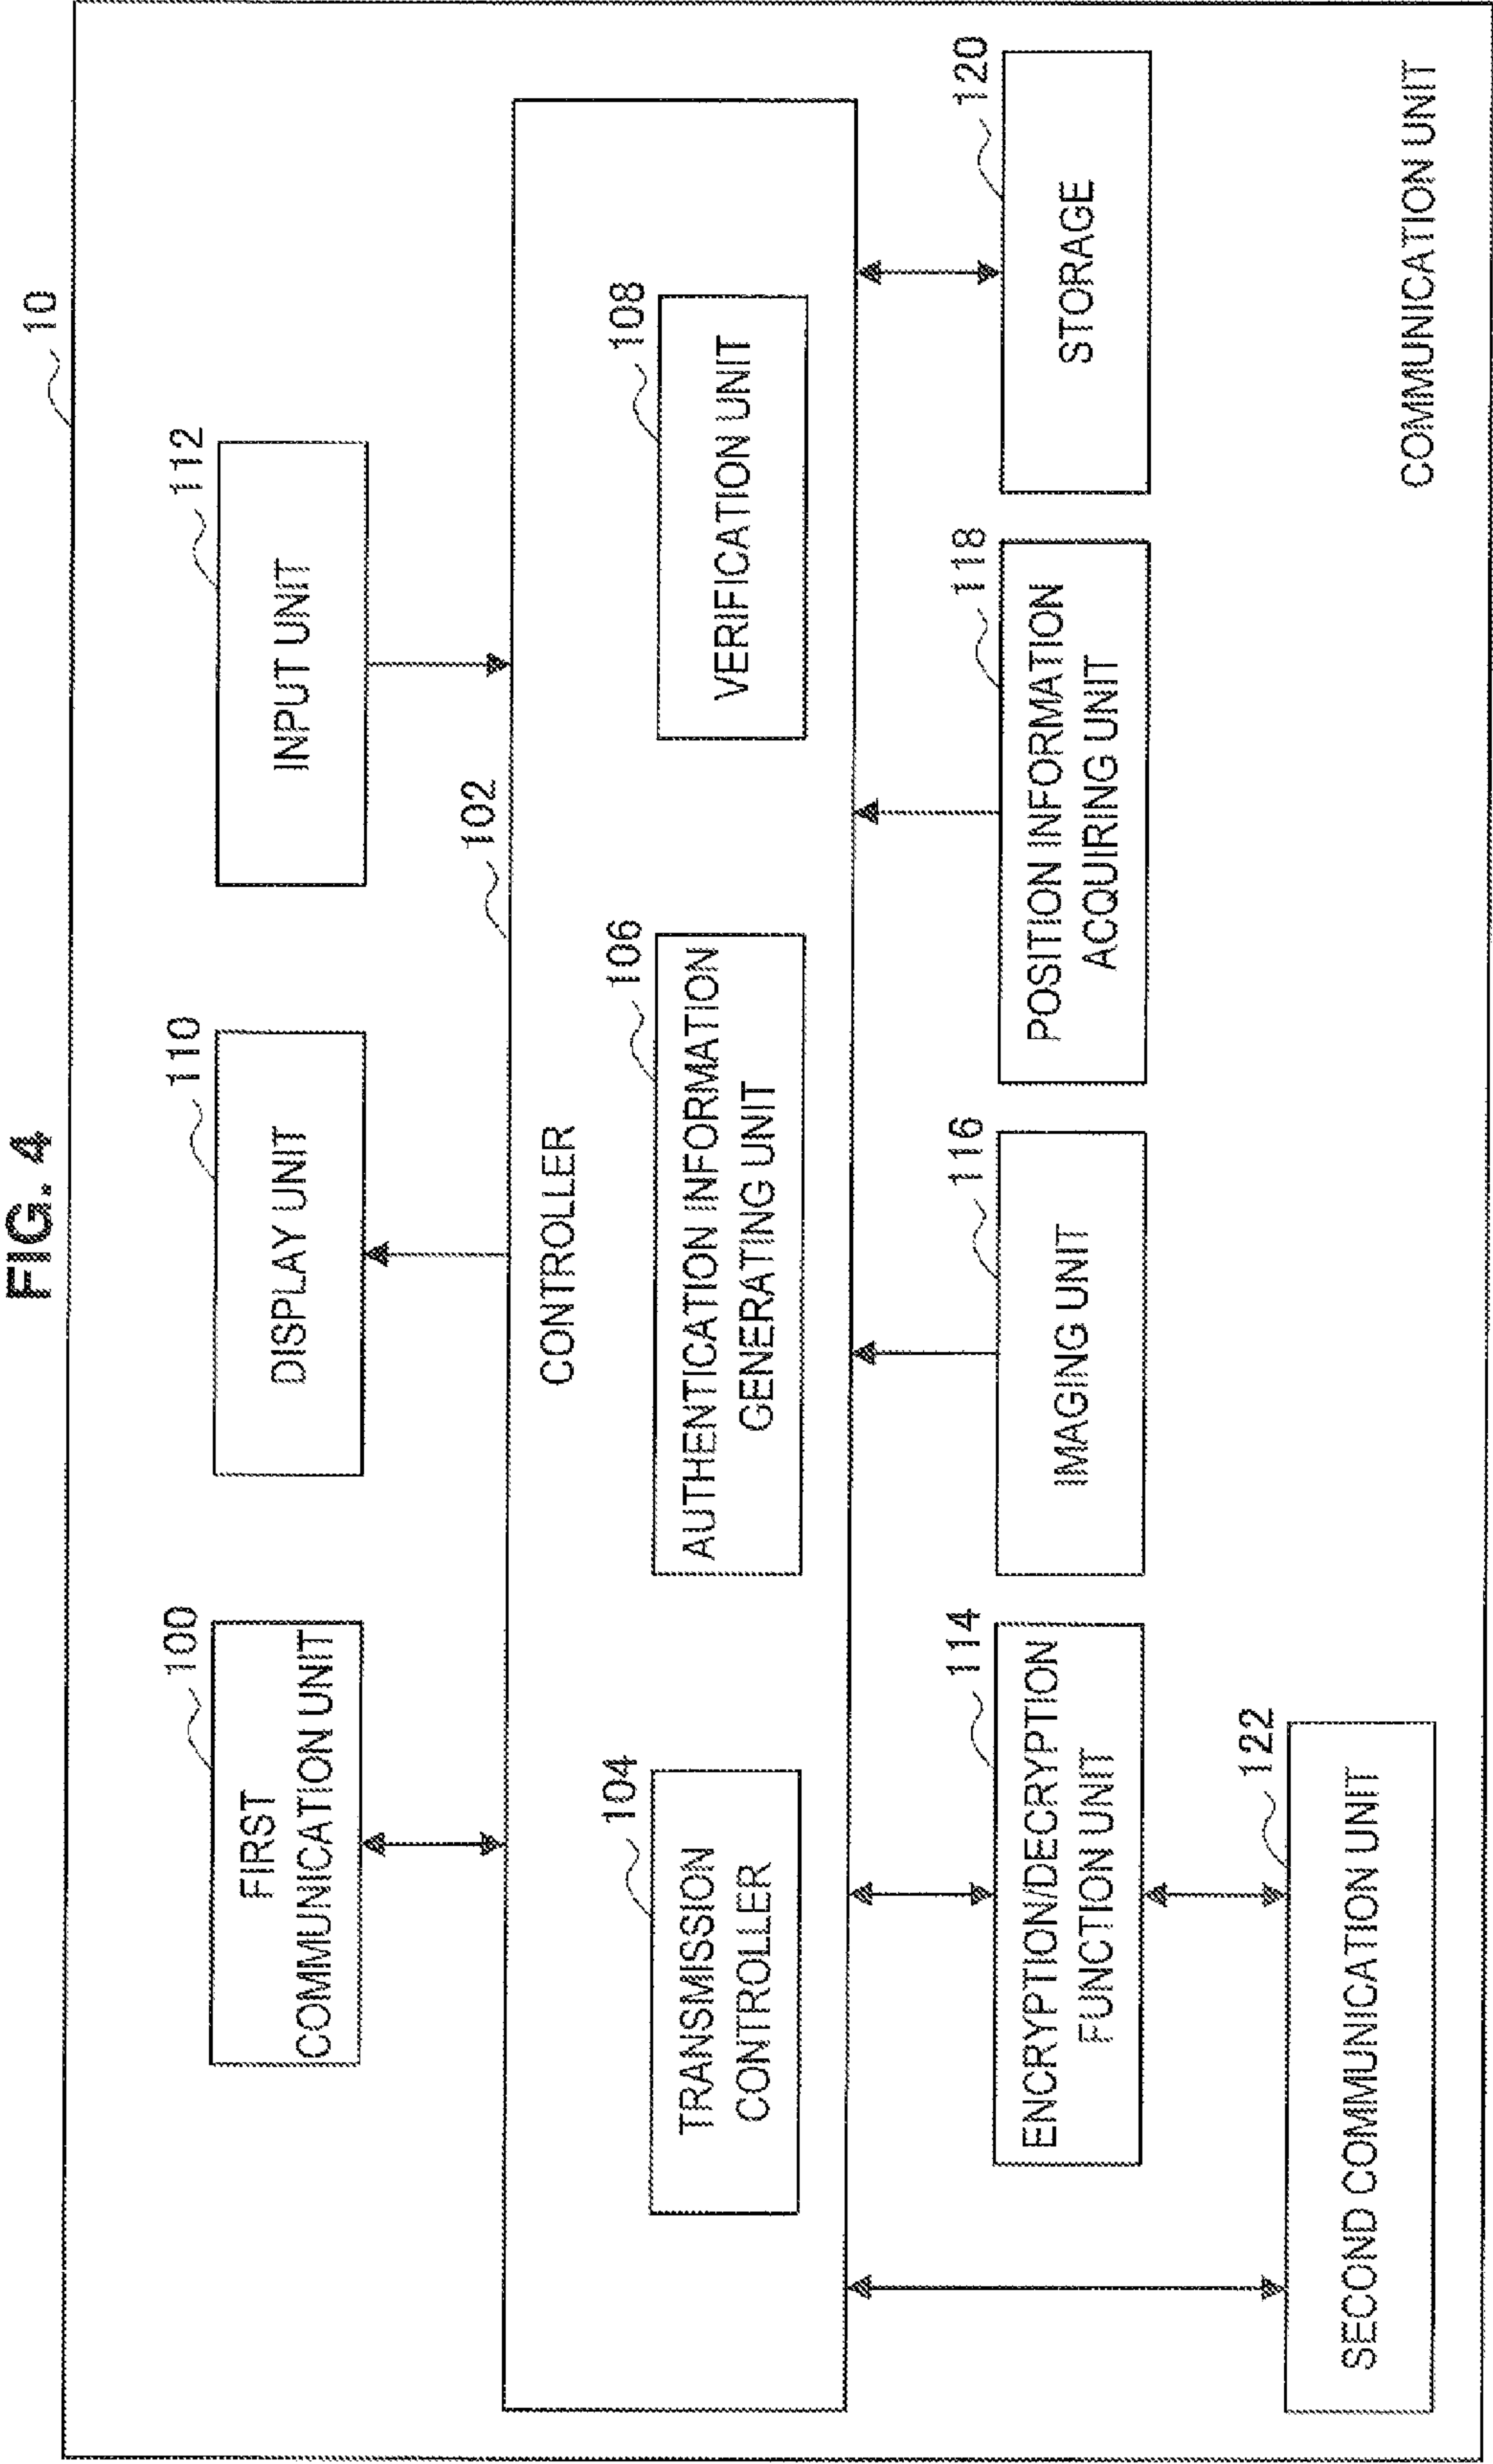 FIG. 4
10
100
FIRST
COMMUNICATION UNIT
110
DISPLAY UNIT
112
INPUT UNIT
102
CONTROLLER
104
TRANSMISSION
CONTROLLER
106
AUTHENTICATION INFORMATION
GENERATING UNIT
108
VERIFICATION UNIT
114
ENCRYPTION/DECRYPTION
FUNCTION UNIT
116
IMAGING UNIT
118
POSITION INFORMATION
ACQUIRING UNIT
120
STORAGE
122
SECOND COMMUNICATION UNIT
COMMUNICATION UNIT